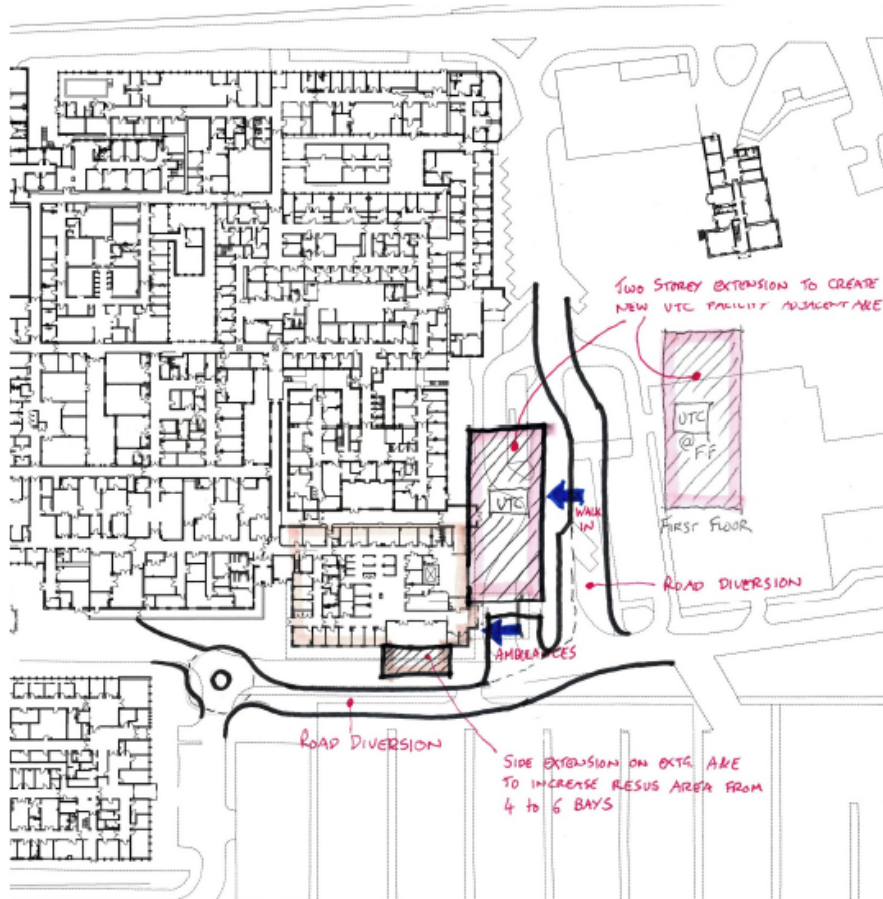 TWO STOREY EXTENSION TO CREATE
NEW UTC FACILITY ADJACENT A&E
UTC
@ FF
FIRST FLOOR
UTC
WALK
IN
ROAD DIVERSION
AMBULANCES
ROAD DIVERSION
SIDE EXTENSION ON EXTG. A&E
TO INCREASE RESUS AREA FROM
4 to 6 BAYS